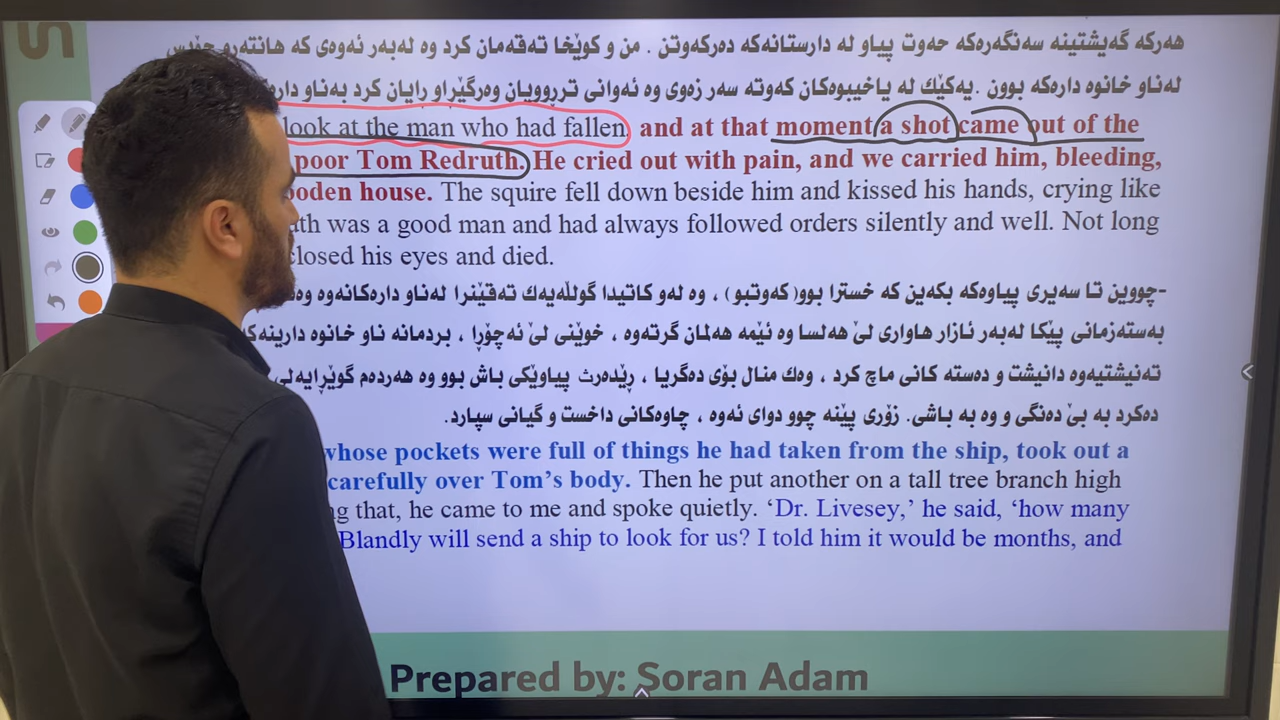 هەرکە گەیشتینە سەنگەرەکە حەوت پیاو لە دارستانەکە دەرکەوتن . من و کوێخا تەقەمان کرد وە لەبەر ئەوەی کە هانتەرو
لەناو خانوە دارەکە بوون .یەکێك لە یاخیبوەکان کەوتە سەر زەوی وە ئەوانی تررِوویان وەرگێرِاو رایان کرد بەناو
look at the man who had fallen, and at that moment a shot came out of the
poor Tom Redruth. He cried out with pain, and we carried him, bleeding,
ooden house. The squire fell down beside him and kissed his hands, crying like
th was a good man and had always followed orders silently and well. Not long
closed his eyes and died.
-چووین تا سەیری پیاوەکە بکەین کە خسترا بوو( کەوتبو) ، وە لەو کاتیدا گوللەیەك تەقێنرا لەناو دارەکانەوە
بەستەزمانی پێکا لەبەر ئازار هاواری لێ هەلسا وە ئێمە هەلمان گرتەوە ، خوێنی لێ ئەچۆرِا ، بردمانە ناو خانوە
تەنیشتیەوە دانیشت و دەستە کانی ماچ کرد ، وەك منال بۆی دەگریا ، رِێدەرث پیاوێکی باش بوو وە هەردەم
دەکرد بە بێ دەنگی و وە بە باشی. زۆری پێنە چوو دوای ئەوە ، چاوەکانی داخست و گیانی سپارد.
whose pockets were full of things he had taken from the ship, took out a
carefully over Tom's body. Then he put another on a tall tree branch high
g that, he came to me and spoke quietly. ‘Dr. Livesey,’ he said, ‘how many
Blandly will send a ship to look for us? I told him it would be months, and
Prepared by: Soran Adam